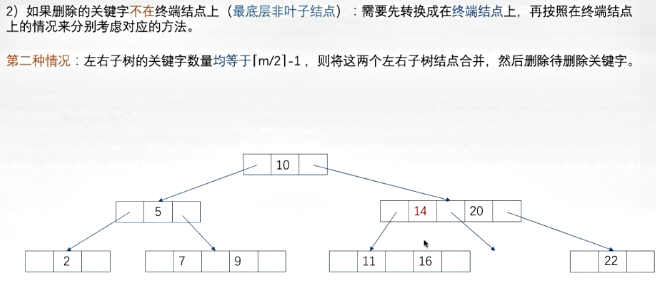 2）如果删除的关键字不在终端结点上（最底层非叶子结点）：需要先转换成在终端结点上，再按照在终端结点
上的情况来分别考虑对应的方法。
第二种情况：左右子树的关键字数量均等于⌈m/2⌉-1，则将这两个左右子树结点合并，然后删除待删除关键字。
10
5 14 20
2 7 9 11 16 22